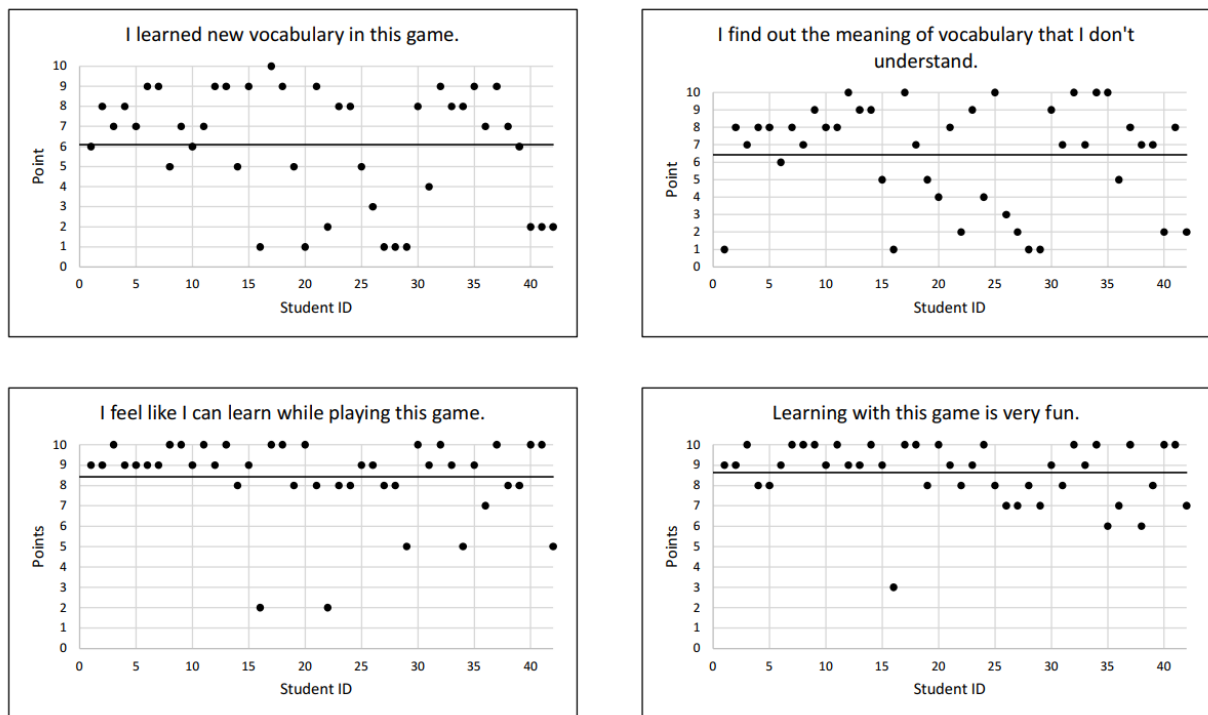 I learned new vocabulary in this game.
10
9
8
7
6
5
4
3
2
1
0
Point
0 5 10 15 20 25 30 35 40
Student ID
I find out the meaning of vocabulary that I don't
understand.
10
9
8
7
6
5
4
3
2
1
0
Point
0 5 10 15 20 25 30 35 40
Student ID
I feel like I can learn while playing this game.
10
9
8
7
6
5
4
3
2
1
0
Points
0 5 10 15 20 25 30 35 40
Student ID
Learning with this game is very fun.
10
9
8
7
6
5
4
3
2
1
0
Points
0 5 10 15 20 25 30 35 40
Student ID